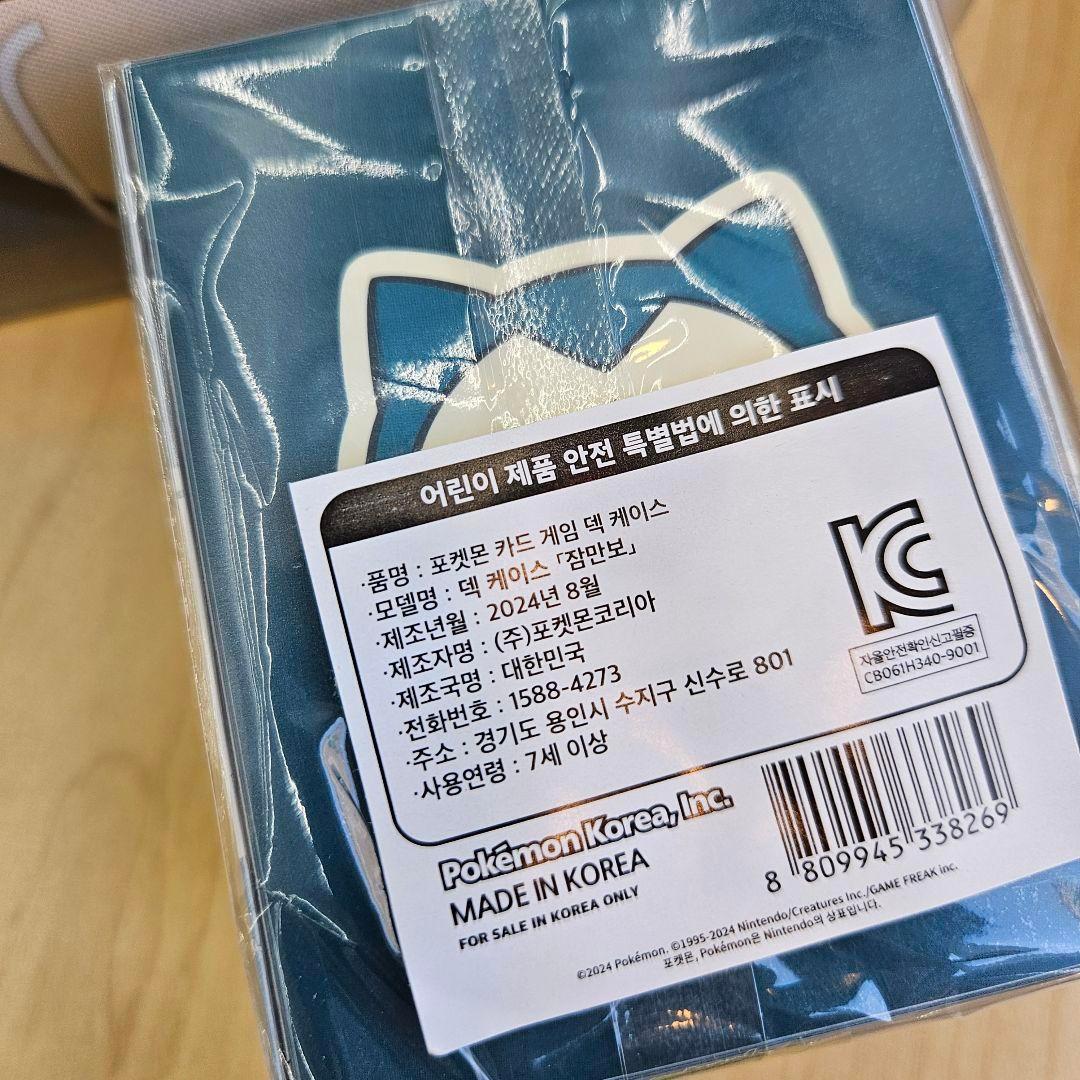 어린이 제품 안전 특별법에 의한 표시
·품명 : 포켓몬 카드 게임 덱 케이스
·모델명 : 덱 케이스 「잠만보」
·제조년월 : 2024년 8월
·제조자명 : (주)포켓몬코리아
·제조국명 : 대한민국
·전화번호 : 1588-4273
·주소 : 경기도 용인시 수지구 신수로 801
·사용연령 : 7세 이상
자율안전확인신고필증
CB061H340-9001
Pokémon Korea, Inc.
MADE IN KOREA
FOR SALE IN KOREA ONLY
8 809945 338269
©2024 Pokémon. ©1995-2024 Nintendo/Creatures Inc./GAME FREAK inc.
포켓몬, Pokémon은 Nintendo의 상표입니다.